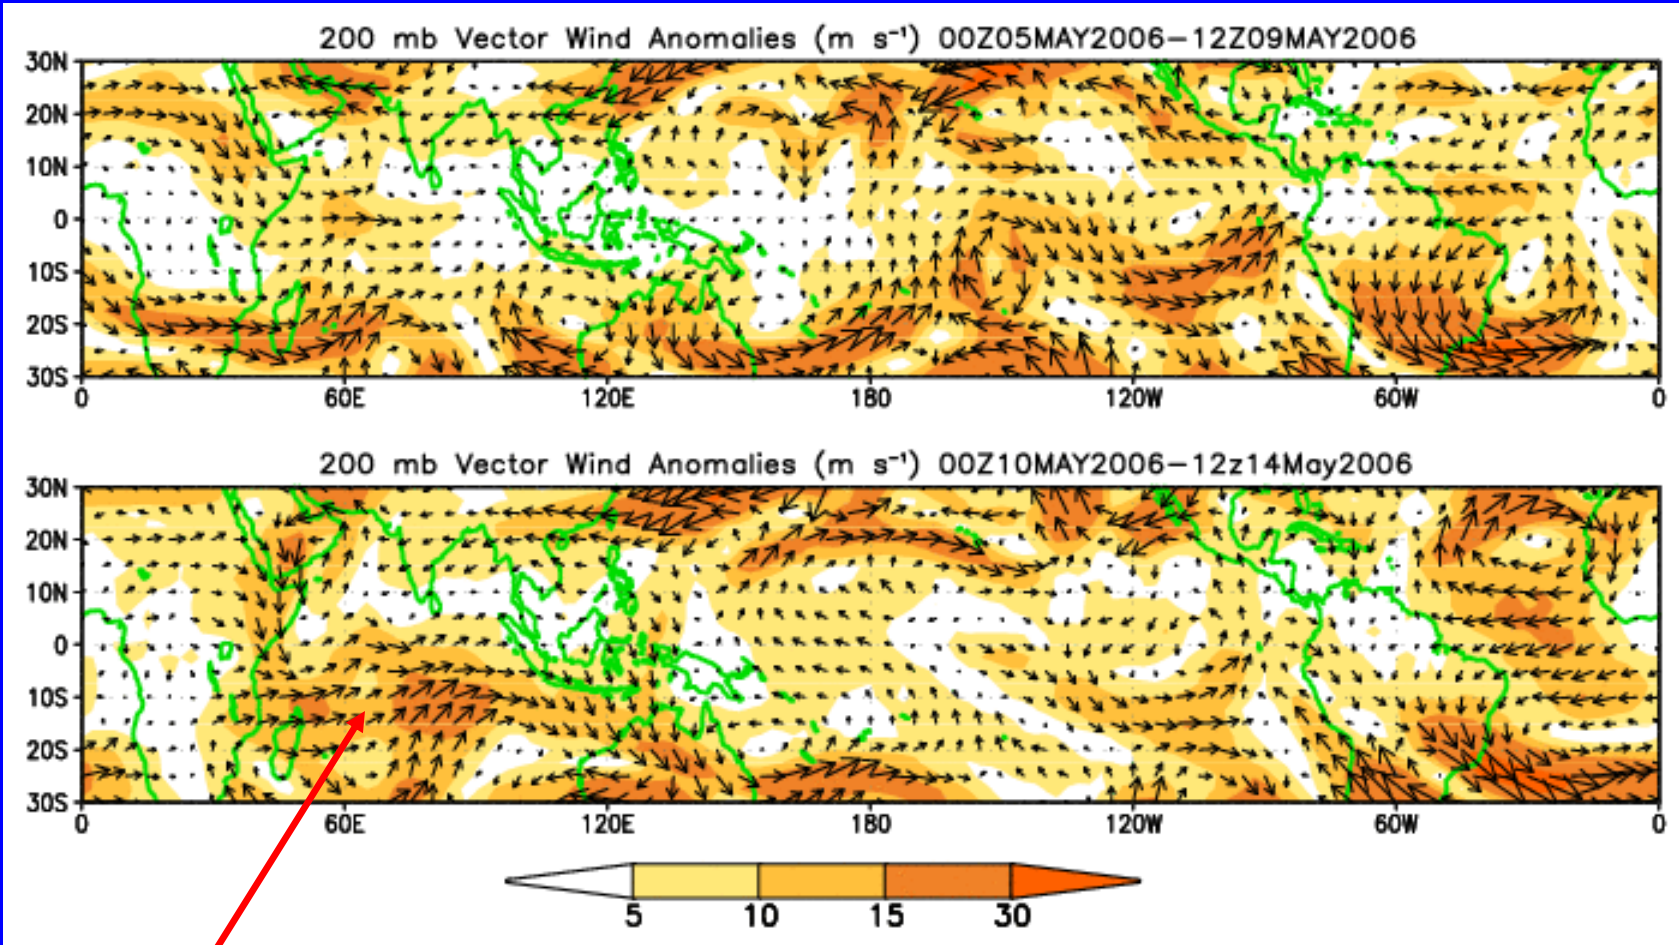 200 mb Vector Wind Anomalies (m s⁻¹) 00Z05MAY2006–12Z09MAY2006
30N
20N
10N
0
10S
20S
30S
0 60E 120E 180 120W 60W 0
200 mb Vector Wind Anomalies (m s⁻¹) 00Z10MAY2006–12z14May2006
30N
20N
10N
0
10S
20S
30S
0 60E 120E 180 120W 60W 0
5 10 15 30